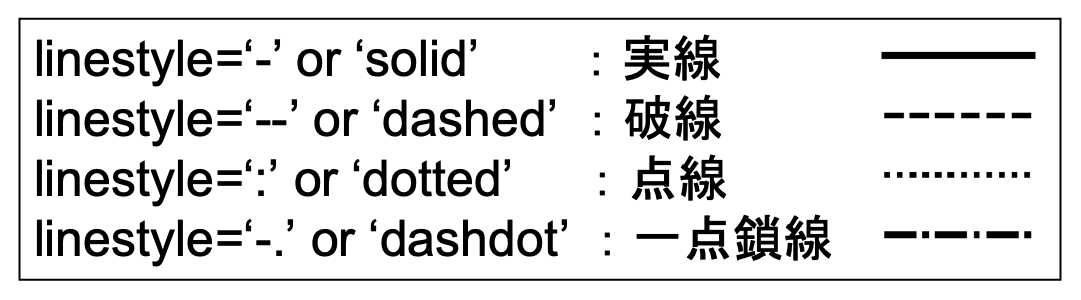 linestyle=‘-’ or ‘solid’ : 実線
linestyle=‘--’ or ‘dashed’ : 破線
linestyle=‘:’ or ‘dotted’ : 点線
linestyle=‘-.’ or ‘dashdot’ : 一点鎖線